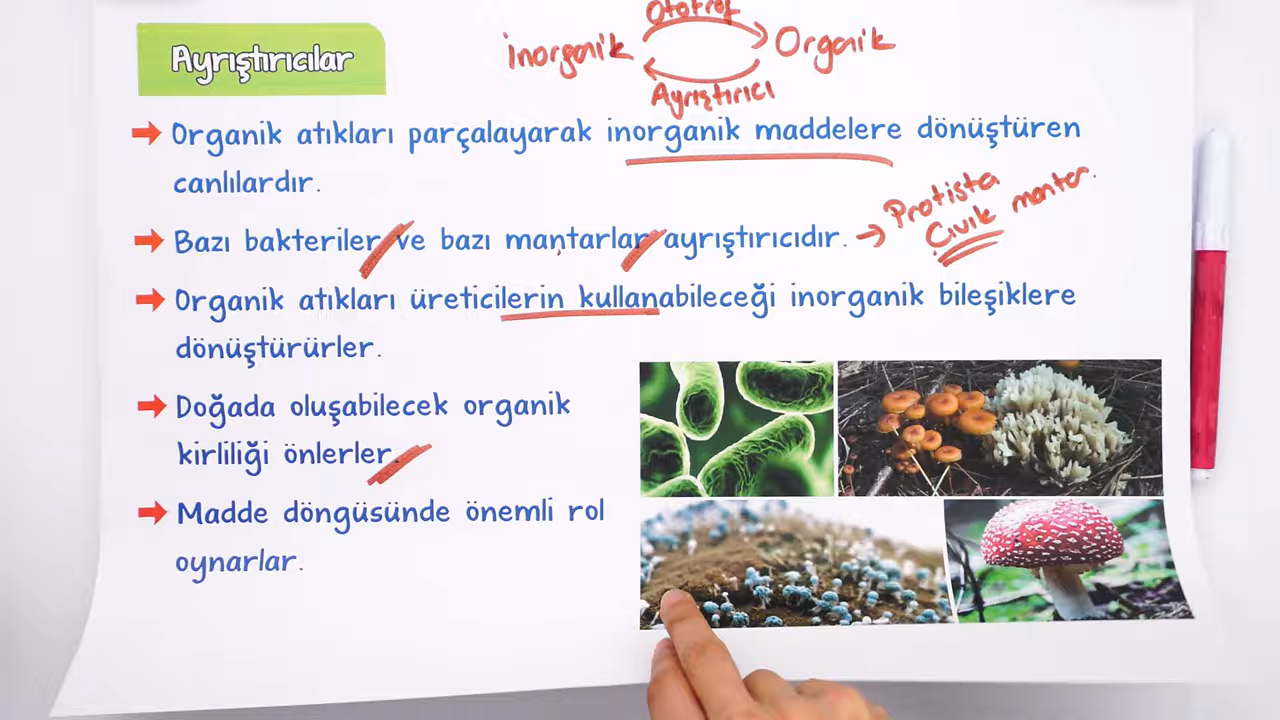 Ototrof
inorganik
Organik
Ayrıştırıcı
Ayrıştırıcılar
Organik atıkları parçalayarak inorganik maddelere dönüştüren
canlılardır.
Bazı bakteriler ve bazı mantarlar ayrıştırıcıdır.
Protista
Cıvık mantar.
Organik atıkları üreticilerin kullanabileceği inorganik bileşiklere
dönüştürürler.
Doğada oluşabilecek organik
kirliliği önlerler.
Madde döngüsünde önemli rol
oynarlar.